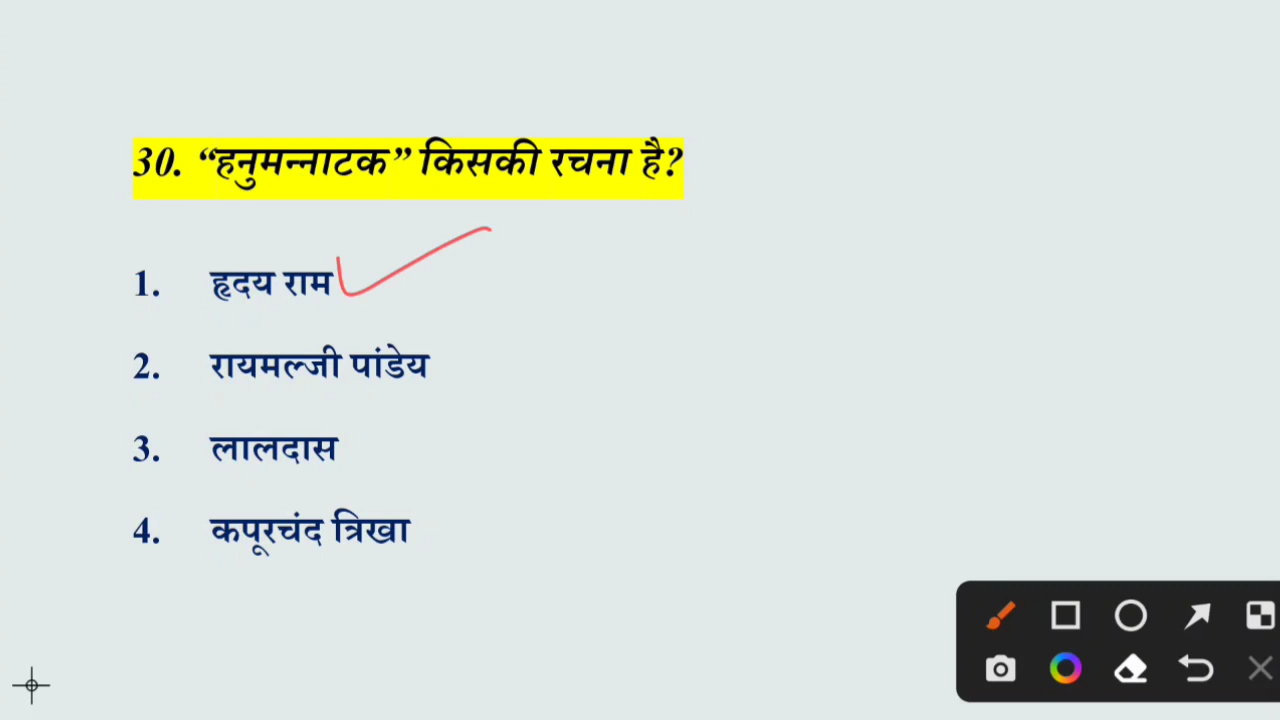 30. “हनुमन्नाटक” किसकी रचना है?
1. हृदय राम
2. रायमल्जी पांडेय
3. लालदास
4. कपूरचंद त्रिखा